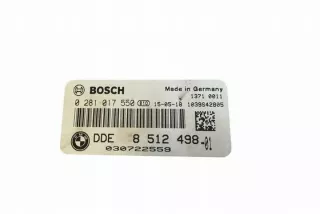 BOSCH
Made in Germany
1371 0011
0 281 017 550 15-05-18 1039S42805
DDE 8 512 498-01
030722559